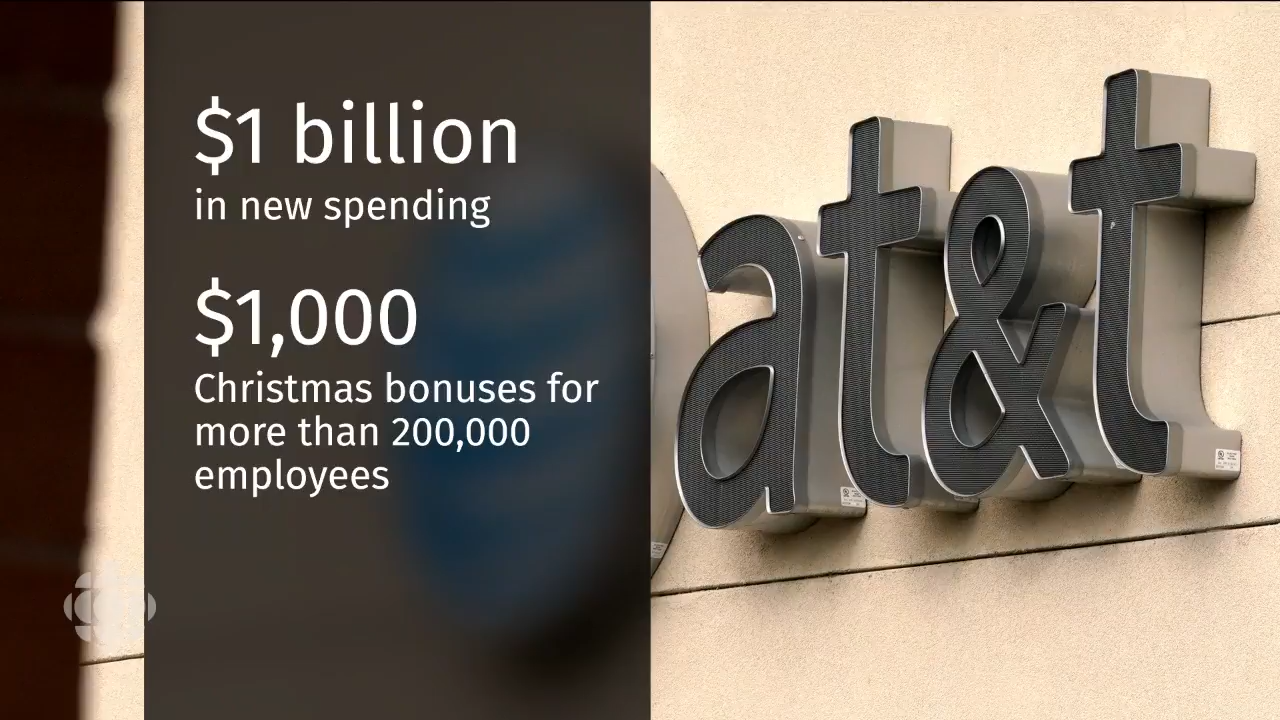 $1 billion
in new spending
$1,000
Christmas bonuses for
more than 200,000
employees
at&t